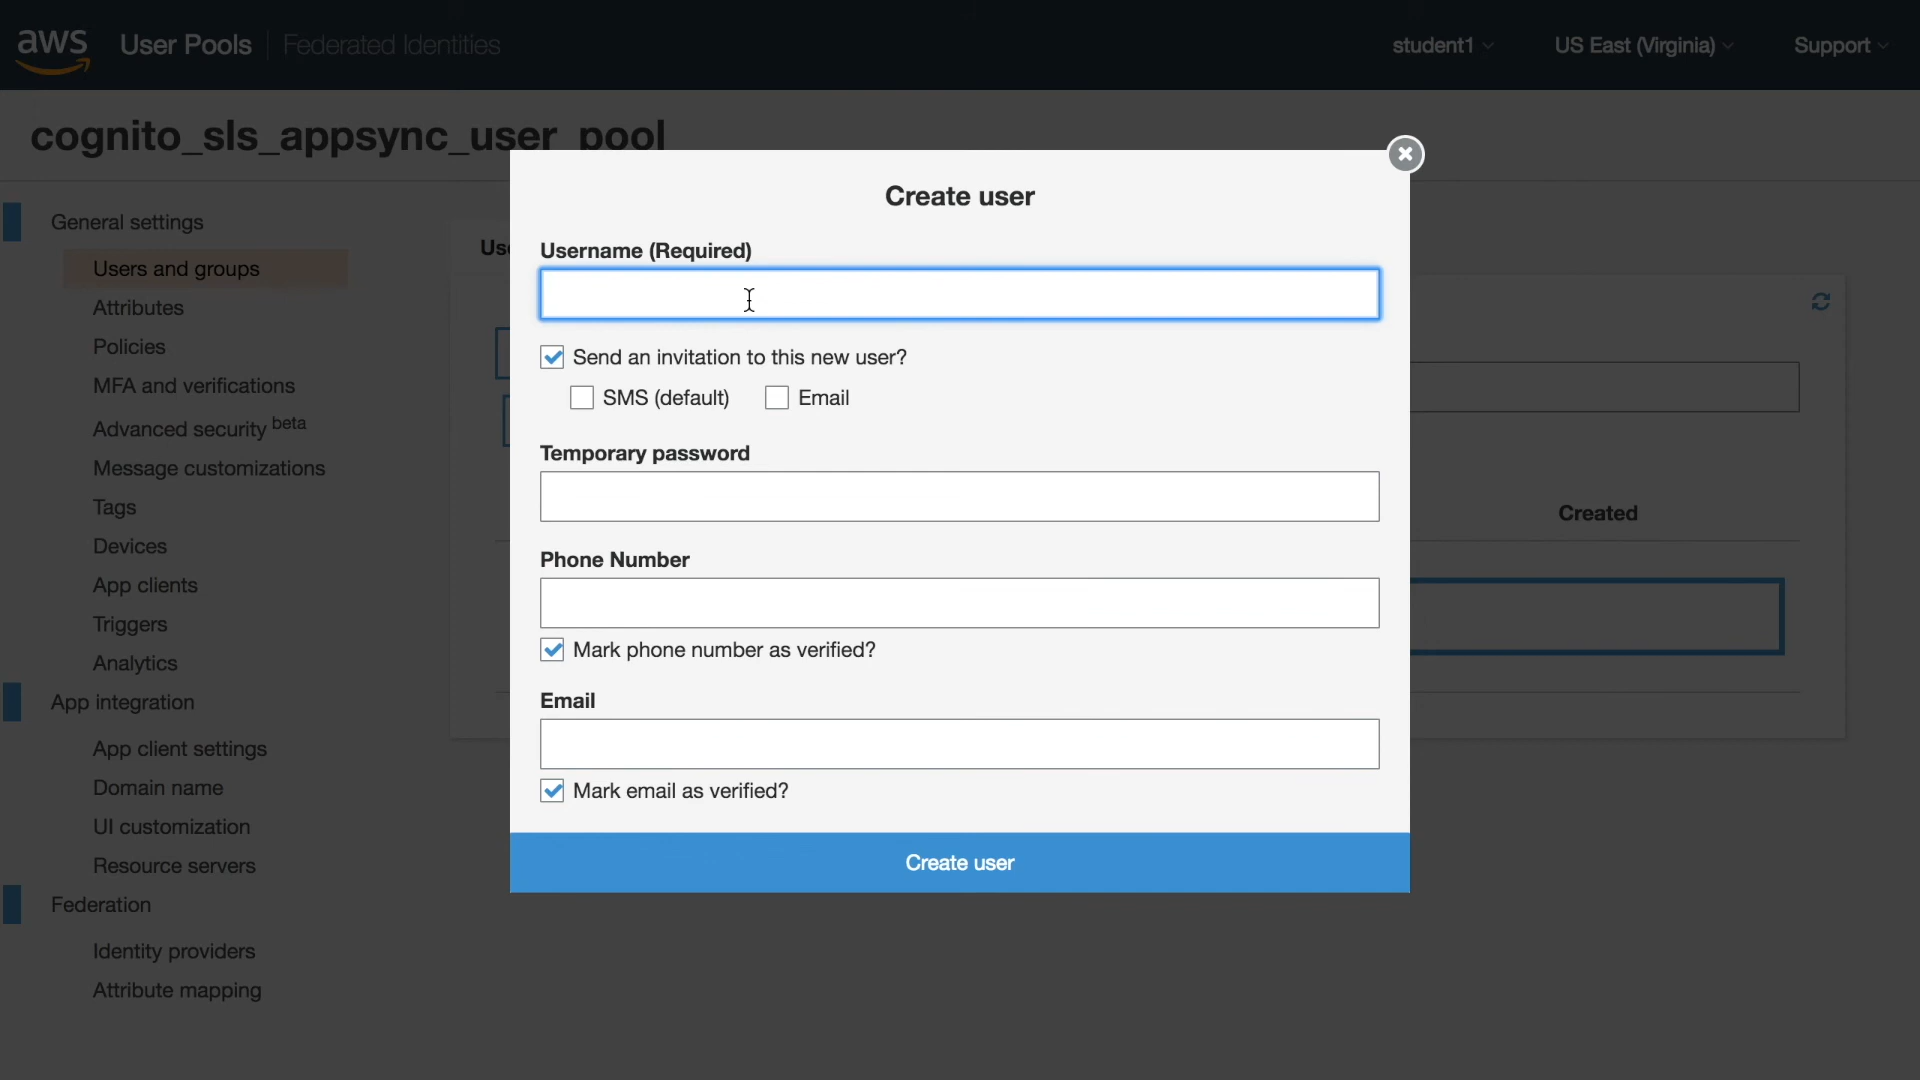 aws User Pools Federated Identities student1 US East (Virginia) Support
cognito_sls_appsync_user_pool
General settings
Users and groups
Attributes
Policies
MFA and verifications
Advanced security beta
Message customizations
Tags
Devices
App clients
Triggers
Analytics
App integration
App client settings
Domain name
UI customization
Resource servers
Federation
Identity providers
Attribute mapping
Create user
Username (Required)
Send an invitation to this new user?
SMS (default) Email
Temporary password
Phone Number
Mark phone number as verified?
Email
Mark email as verified?
Create user
Created